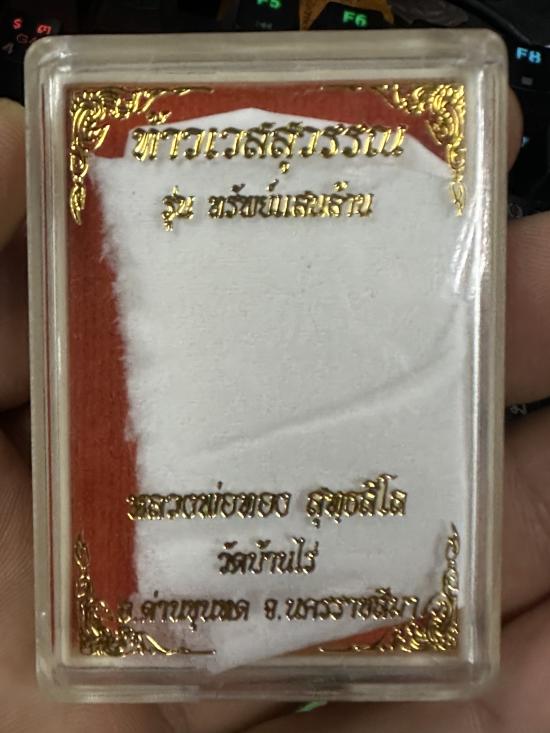 ท้าวเวสสุวรรณ
รุ่น ทรัพย์แสนล้าน
หลวงพ่อทอง สุทธสีโล
วัดบ้านไร่
อ.ด่านขุนทด จ.นครราชสีมา
F5
F6
F8